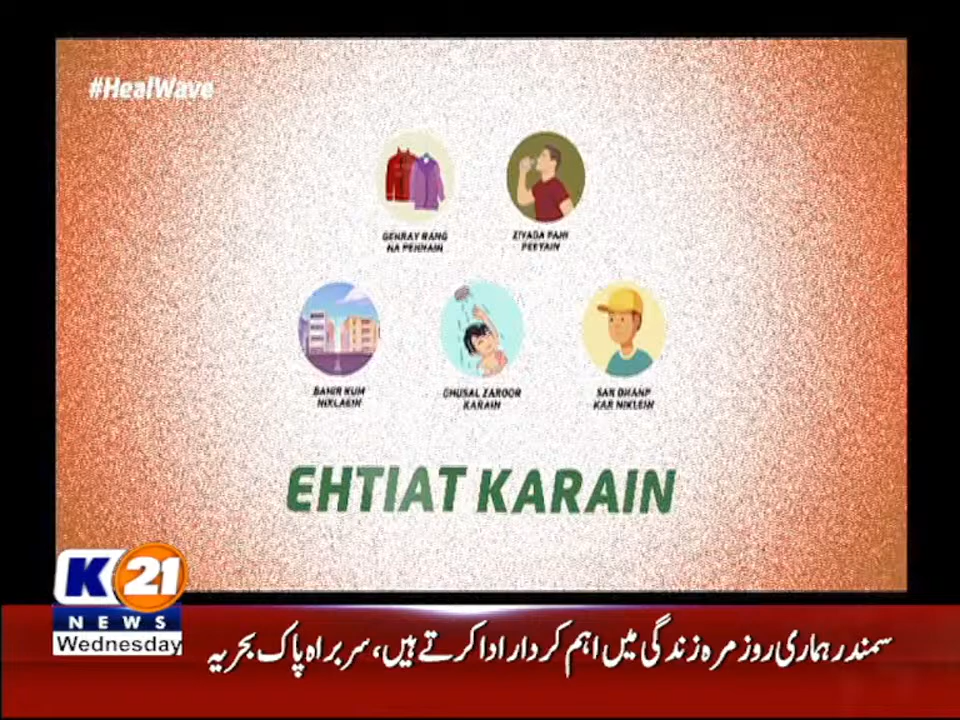 #HealWave
GEHRAY RANG
NA PEHNAIN
ZIYADA PANI
PEEYAIN
BAHIR KUM
NIKLAEIN
GHUSAL ZAROOR
KARAIN
SAR DHANP
KAR NIKLEIN
EHTIAT KARAIN
K21
NEWS
Wednesday
سمندر ہماری روزمرہ زندگی میں اہم کردار ادا کرتے ہیں، سربراہ پاک بحریہ